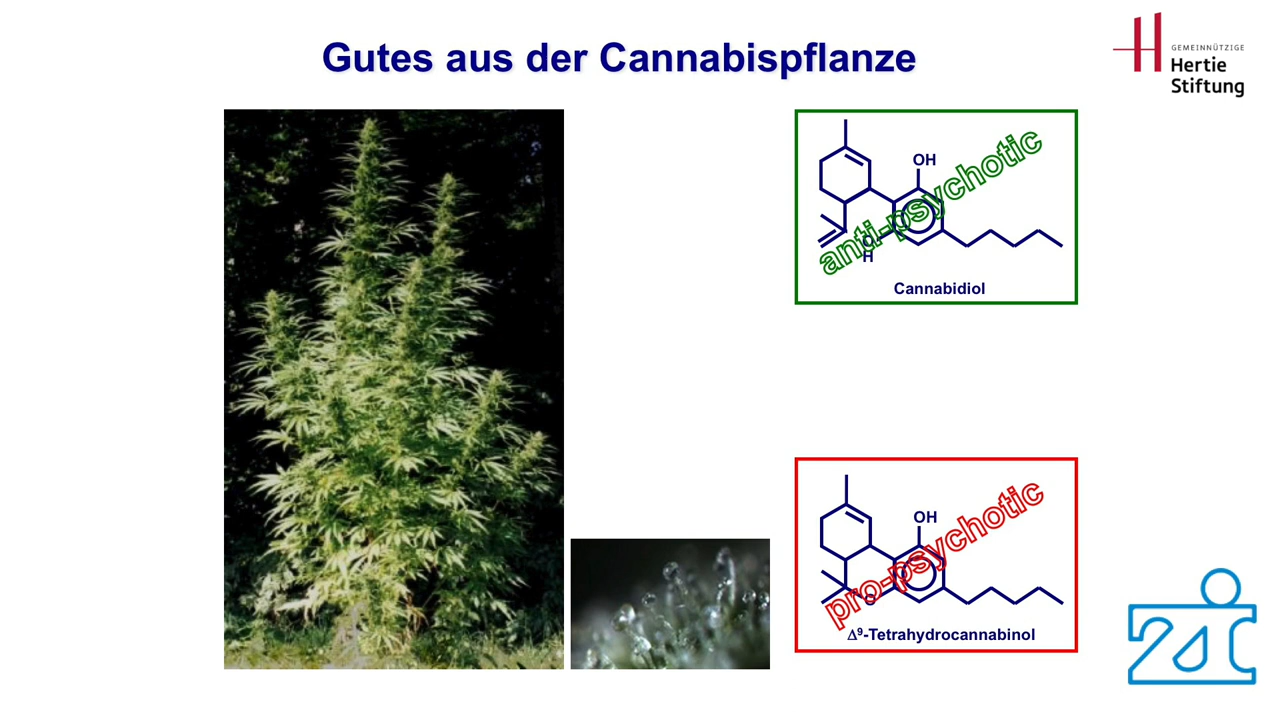 Gutes aus der Cannabispflanze
GEMEINNÜTZIGE
Hertie
Stiftung
OH
anti-psychotic
O
H
Cannabidiol
OH
pro-psychotic
O
Δ⁹-Tetrahydrocannabinol